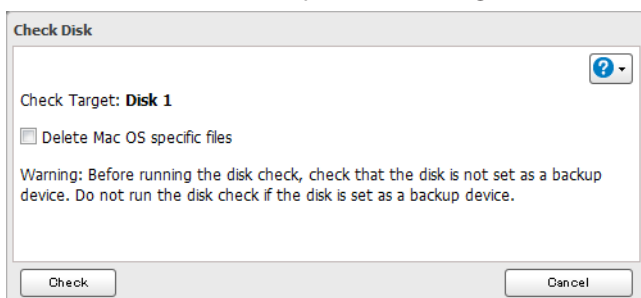 Check Disk
?
Check Target: Disk 1
Delete Mac OS specific files
Warning: Before running the disk check, check that the disk is not set as a backup
device. Do not run the disk check if the disk is set as a backup device.
Check
Cancel